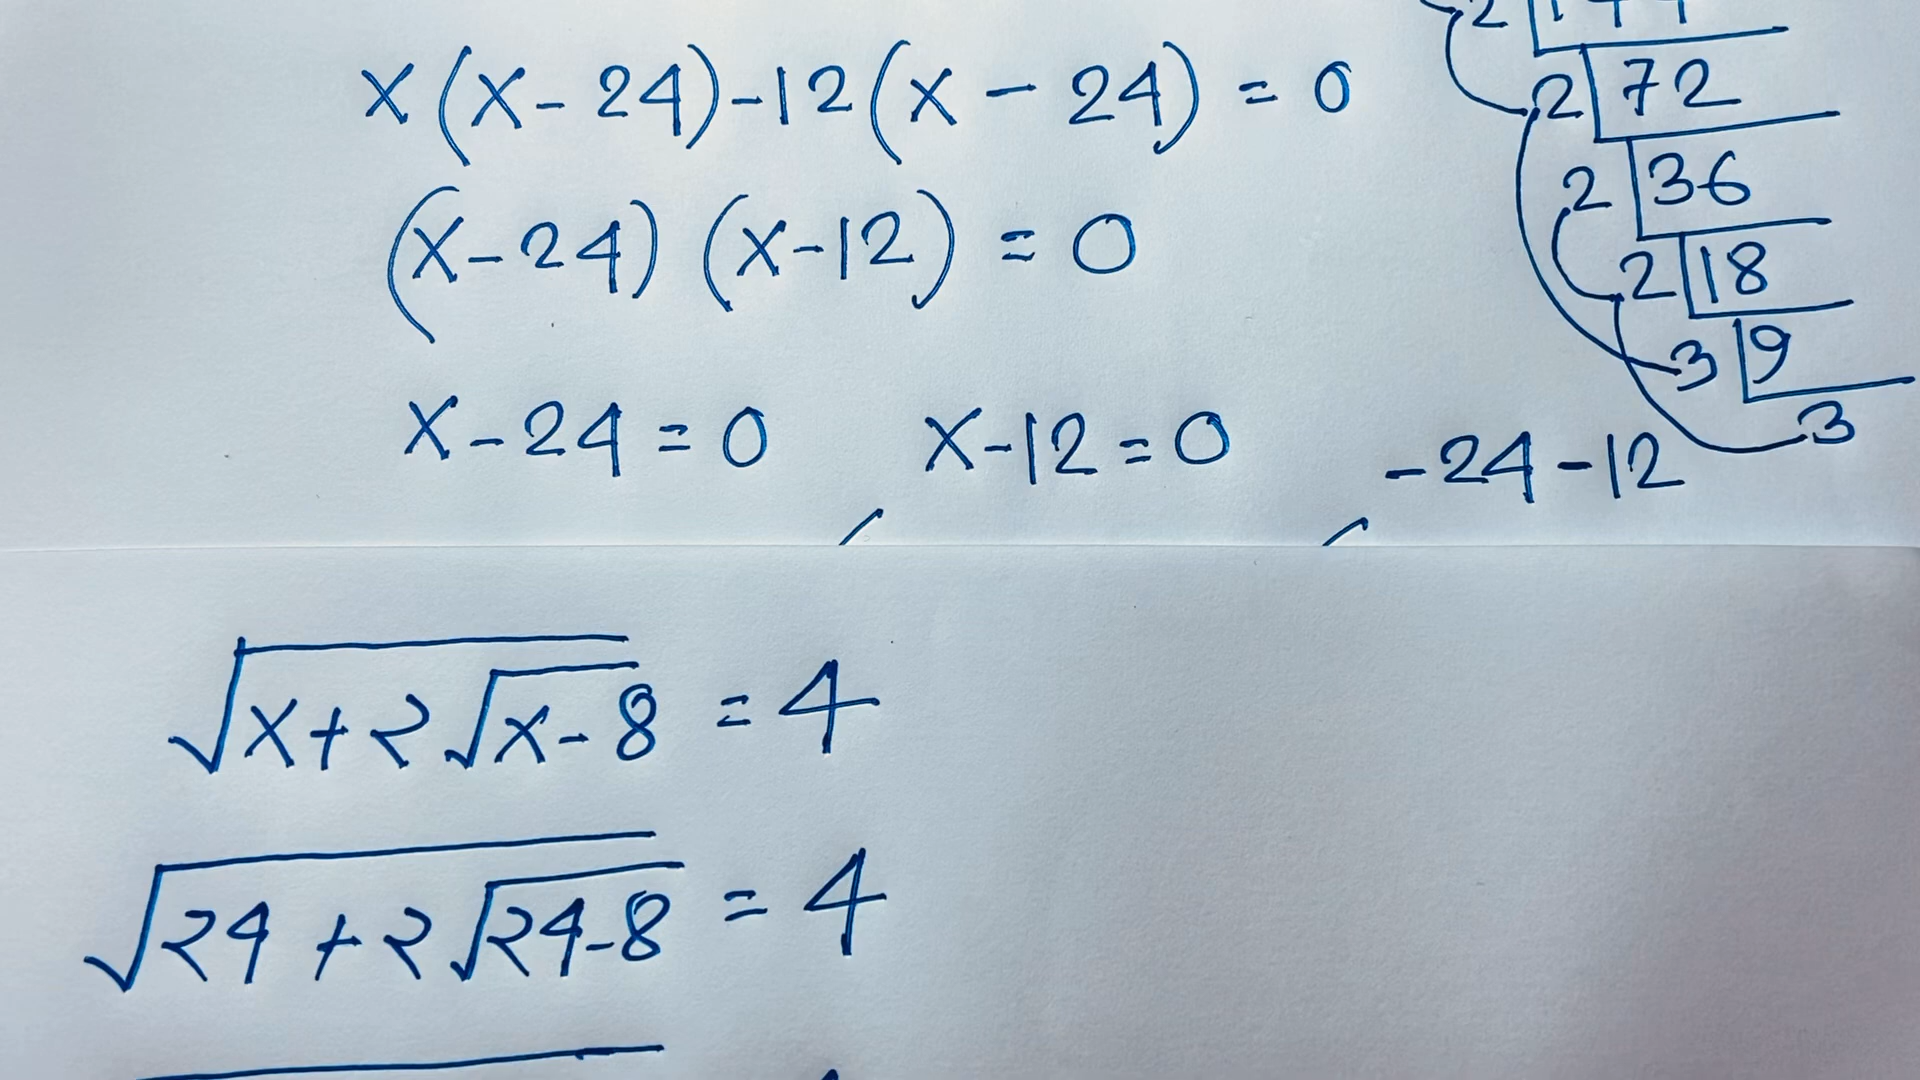 x(x-24)-12(x-24)=0
(x-24)(x-12)=0
x-24=0 x-12=0
2|72
2|36
2|18
3|9
3
-24-12
√(x+2√(x-8))=4
√(24+2√(24-8))=4